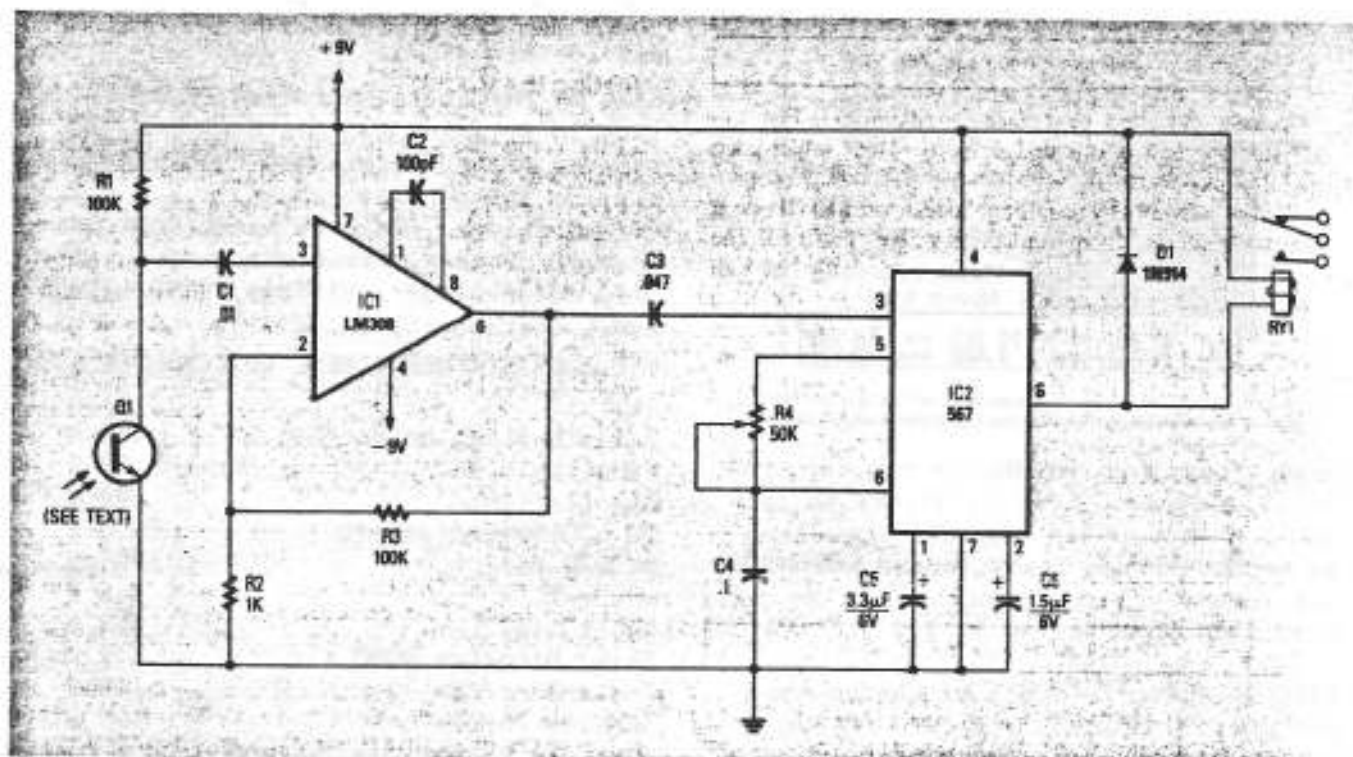 +9V
C2
100pF
R1
100K
7
1
8
3
C1
IC1
LM308
6
2
4
-9V
C3
.047
4
3
5
IC2
567
D1
1N914
RY1
R4
50K
6
Q1
(SEE TEXT)
R3
100K
R2
1K
C4
.1
1
7
2
C5
3.3µF
6V
+
+
C6
1.5µF
6V